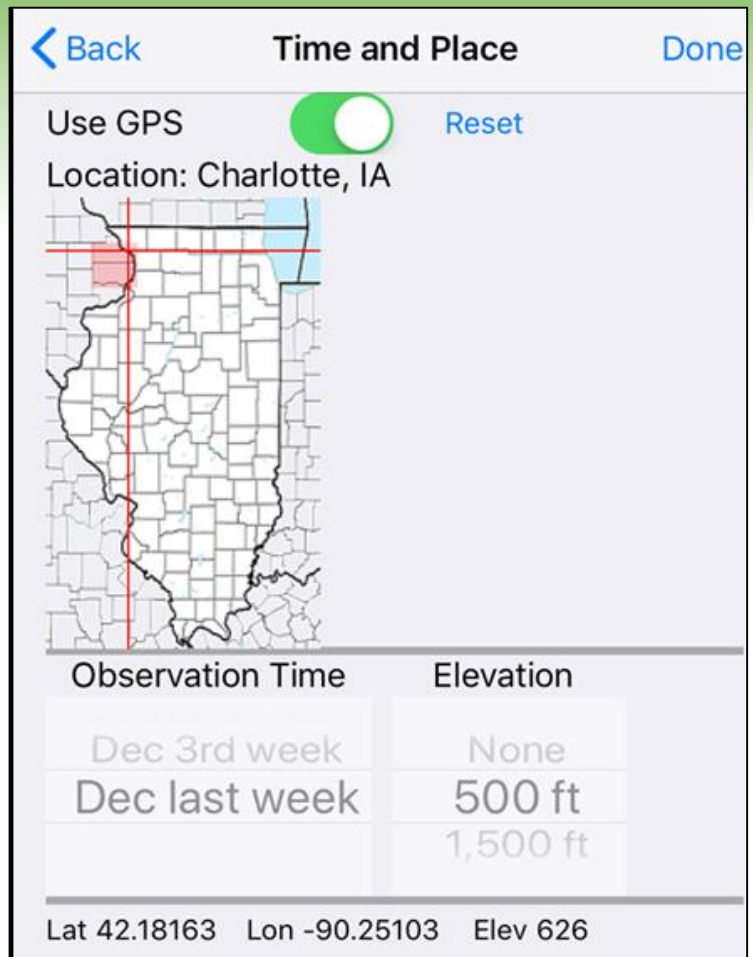 Back Time and Place Done
Use GPS Reset
Location: Charlotte, IA
Observation Time Elevation
Dec 3rd week None
Dec last week 500 ft
1,500 ft
Lat 42.18163 Lon -90.25103 Elev 626